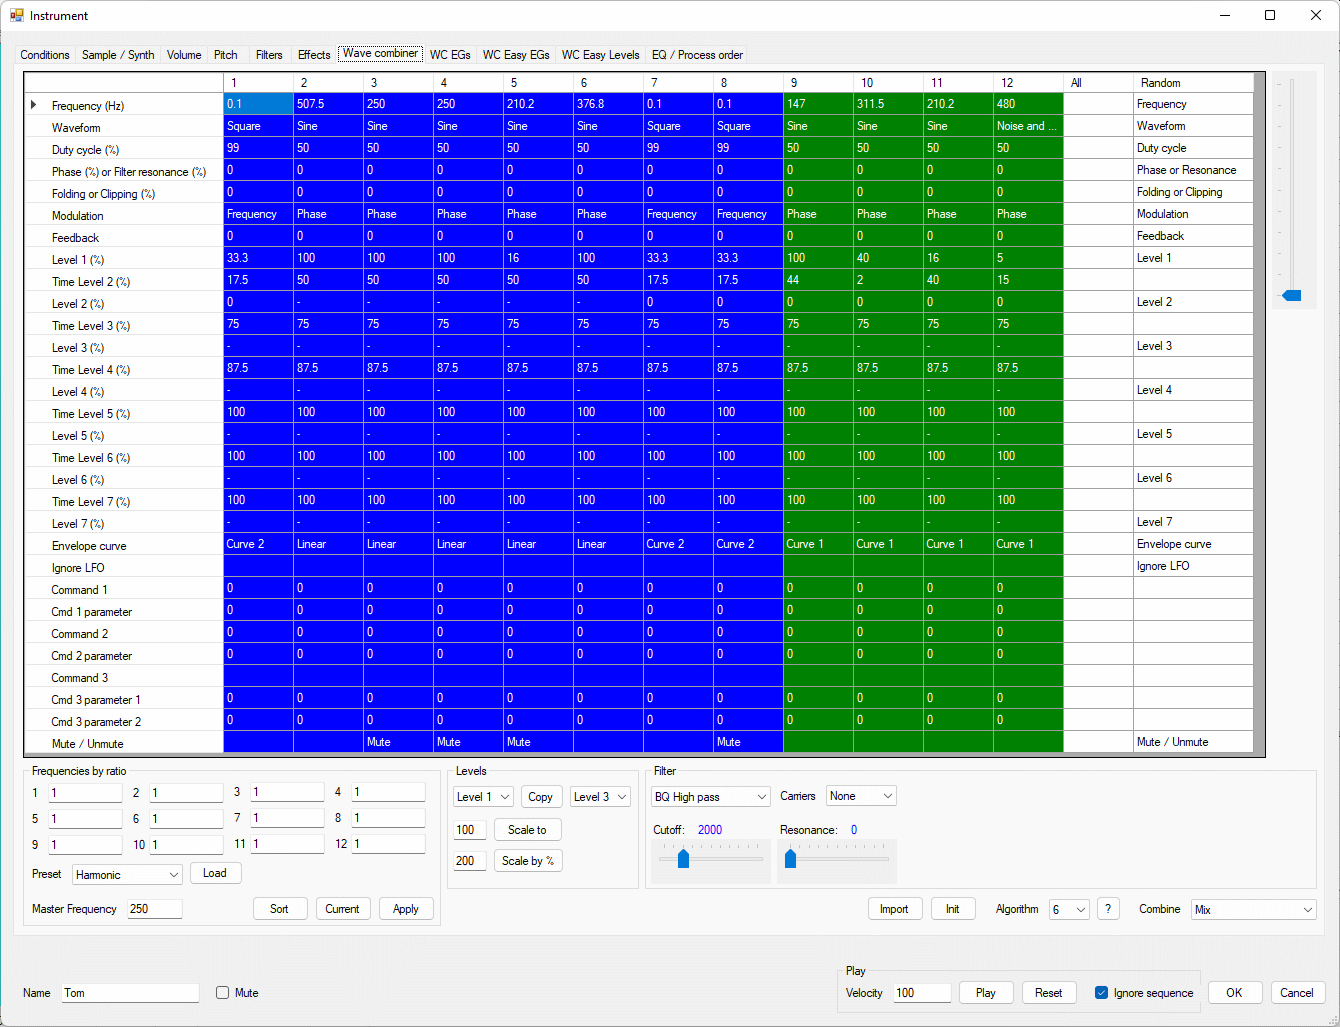 Instrument
Conditions Sample / Synth Volume Pitch Filters Effects Wave combiner WC EGs WC Easy EGs WC Easy Levels EQ / Process order
1 2 3 4 5 6 7 8 9 10 11 12 All Random
Frequency (Hz) 0.1 507.5 250 250 210.2 376.8 0.1 0.1 147 311.5 210.2 480 Frequency
Waveform Square Sine Sine Sine Sine Sine Square Square Sine Sine Sine Noise and ... Waveform
Duty cycle (%) 99 50 50 50 50 50 99 99 50 50 50 50 Duty cycle
Phase (%) or Filter resonance (%) 0 0 0 0 0 0 0 0 0 0 0 0 Phase or Resonance
Folding or Clipping (%) 0 0 0 0 0 0 0 0 0 0 0 0 Folding or Clipping
Modulation Frequency Phase Phase Phase Phase Phase Frequency Frequency Phase Phase Phase Phase Modulation
Feedback 0 0 0 0 0 0 0 0 0 0 0 0 Feedback
Level 1 (%) 33.3 100 100 100 16 100 33.3 33.3 100 40 16 5 Level 1
Time Level 2 (%) 17.5 50 50 50 50 50 17.5 17.5 44 2 40 15
Level 2 (%) 0 - - - - - 0 0 0 0 0 0 Level 2
Time Level 3 (%) 75 75 75 75 75 75 75 75 75 75 75 75
Level 3 (%) - - - - - - - - - - - - Level 3
Time Level 4 (%) 87.5 87.5 87.5 87.5 87.5 87.5 87.5 87.5 87.5 87.5 87.5 87.5
Level 4 (%) - - - - - - - - - - - - Level 4
Time Level 5 (%) 100 100 100 100 100 100 100 100 100 100 100 100
Level 5 (%) - - - - - - - - - - - - Level 5
Time Level 6 (%) 100 100 100 100 100 100 100 100 100 100 100 100
Level 6 (%) - - - - - - - - - - - - Level 6
Time Level 7 (%) 100 100 100 100 100 100 100 100 100 100 100 100
Level 7 (%) - - - - - - - - - - - - Level 7
Envelope curve Curve 2 Linear Linear Linear Linear Linear Curve 2 Curve 2 Curve 1 Curve 1 Curve 1 Curve 1 Envelope curve
Ignore LFO Ignore LFO
Command 1 0 0 0 0 0 0 0 0 0 0 0 0
Cmd 1 parameter 0 0 0 0 0 0 0 0 0 0 0 0
Command 2 0 0 0 0 0 0 0 0 0 0 0 0
Cmd 2 parameter 0 0 0 0 0 0 0 0 0 0 0 0
Command 3
Cmd 3 parameter 1 0 0 0 0 0 0 0 0 0 0 0 0
Cmd 3 parameter 2 0 0 0 0 0 0 0 0 0 0 0 0
Mute / Unmute Mute Mute Mute Mute Mute / Unmute
Frequencies by ratio
1 1 2 1 3 1 4 1
5 1 6 1 7 1 8 1
9 1 10 1 11 1 12 1
Preset Harmonic Load
Master Frequency 250 Sort Current Apply
Levels
Level 1 Copy Level 3
100 Scale to
200 Scale by %
Filter
BQ High pass Carriers None
Cutoff: 2000 Resonance: 0
Import Init Algorithm 6 ? Combine Mix
Name Tom Mute
Play
Velocity 100 Play Reset Ignore sequence OK Cancel